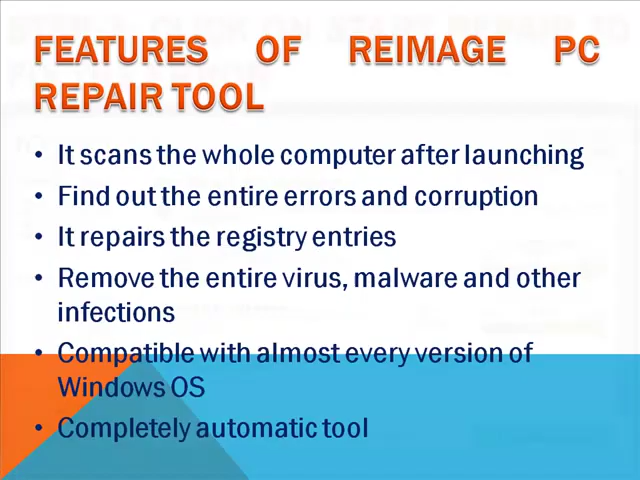 FEATURES OF REIMAGE PC
REPAIR TOOL
• It scans the whole computer after launching
• Find out the entire errors and corruption
• It repairs the registry entries
• Remove the entire virus, malware and other
infections
• Compatible with almost every version of
Windows OS
• Completely automatic tool